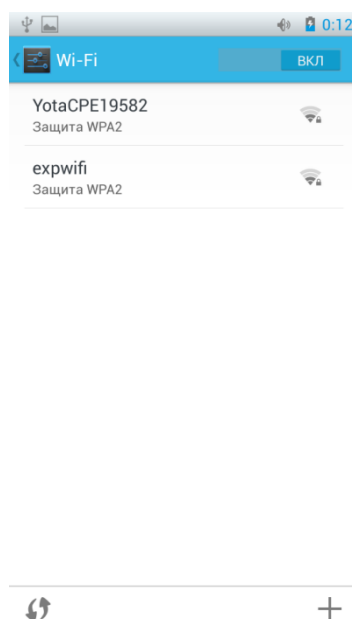 0:12
Wi-Fi
ВКЛ
YotaCPE19582
Защита WPA2
expwifi
Защита WPA2